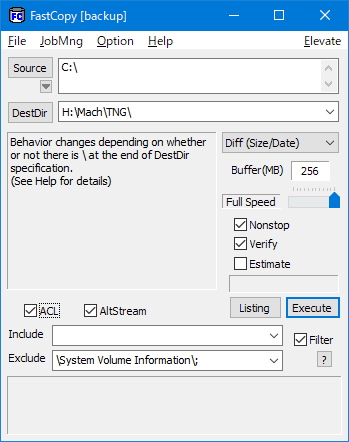 FastCopy [backup]
File JobMng Option Help Elevate
Source C:\
DestDir H:\Mach\TNG\
Behavior changes depending on whether
or not there is \ at the end of DestDir
specification.
(See Help for details)
Diff (Size/Date)
Buffer(MB) 256
Full Speed
Nonstop
Verify
Estimate
ACL AltStream Listing Execute
Include
Filter
Exclude \System Volume Information\;
?